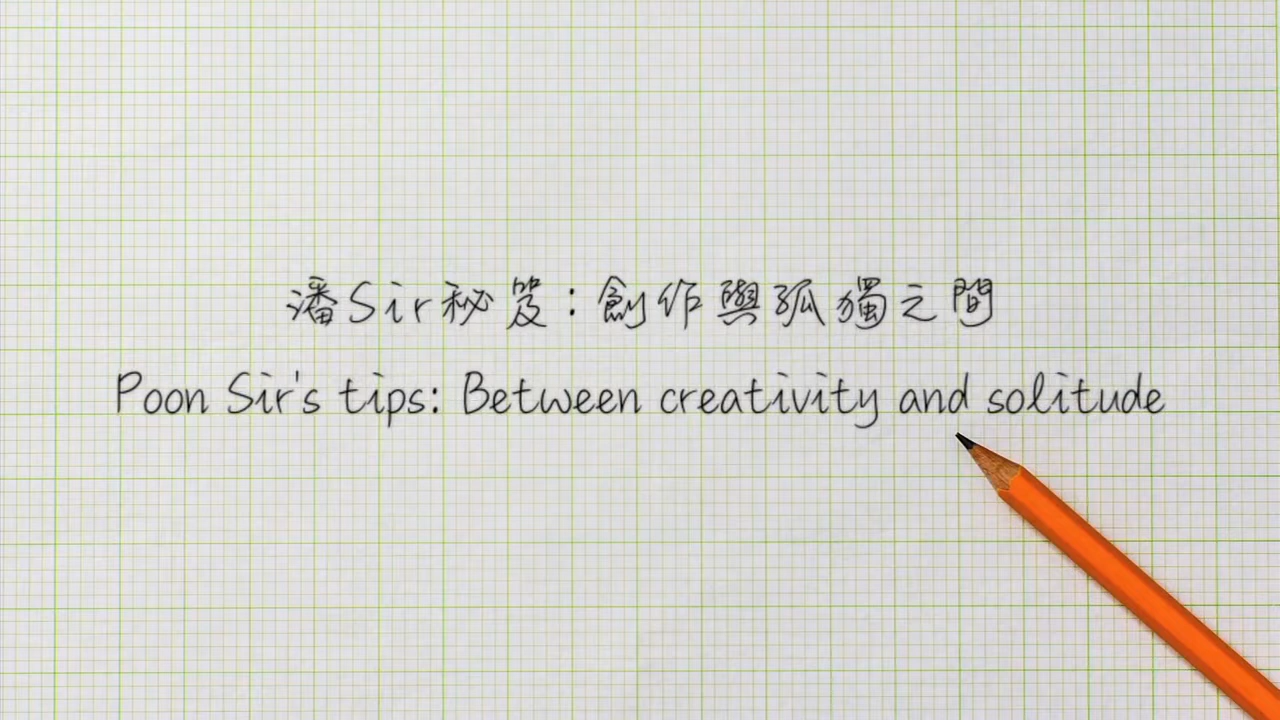 潘Sir秘笈：創作與孤獨之間
Poon Sir's tips: Between creativity and solitude